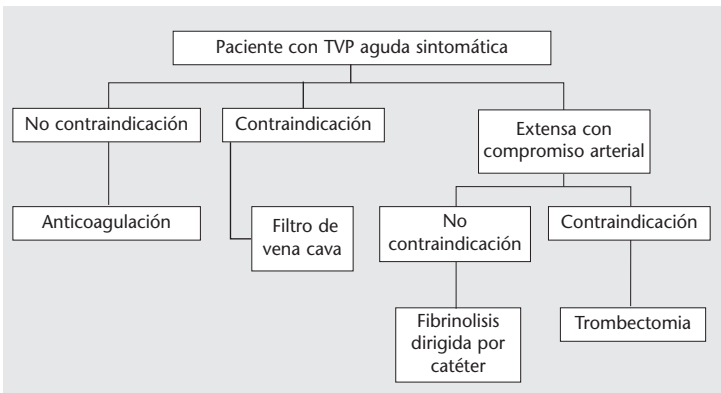 Paciente con TVP aguda sintomática
No contraindicación
Contraindicación
Extensa con
compromiso arterial
Anticoagulación
Filtro de
vena cava
No
contraindicación
Contraindicación
Fibrinolisis
dirigida por
catéter
Trombectomia